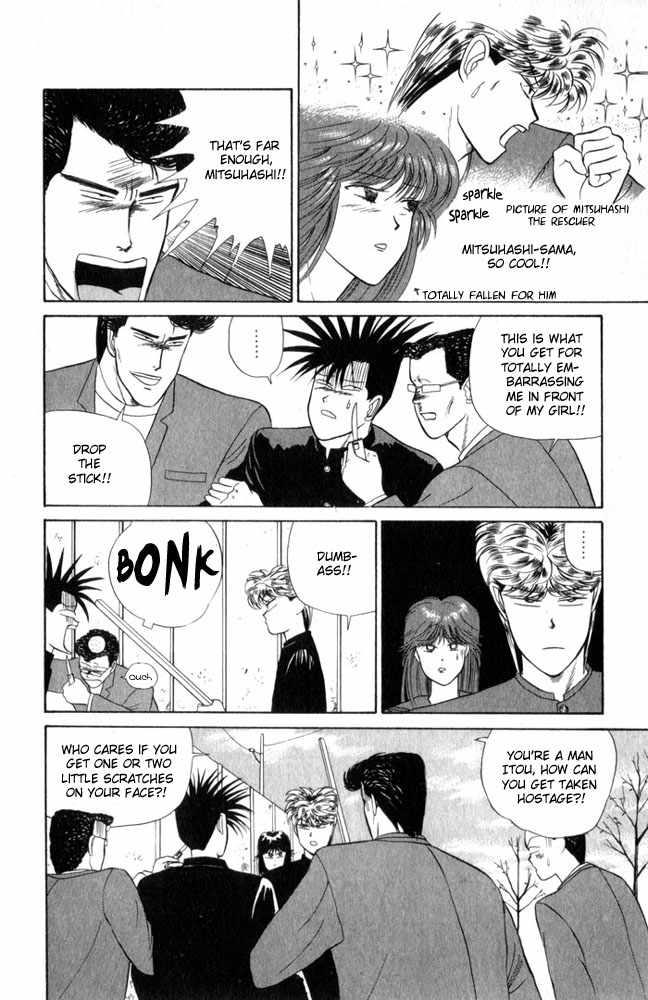 sparkle
sparkle
PICTURE OF MITSUHASHI
THE RESCUER
MITSUHASHI-SAMA,
SO COOL!!
TOTALLY FALLEN FOR HIM
THAT'S FAR
ENOUGH,
MITSUHASHI!!
THIS IS WHAT
YOU GET FOR
TOTALLY EM-
BARRASSING
ME IN FRONT
OF MY GIRL!!
......
DROP
THE
STICK!!
......
DUMB-
ASS!!
BONK
ouch
YOU'RE A MAN
ITOU, HOW CAN
YOU GET TAKEN
HOSTAGE?!
WHO CARES IF YOU
GET ONE OR TWO
LITTLE SCRATCHES
ON YOUR FACE?!